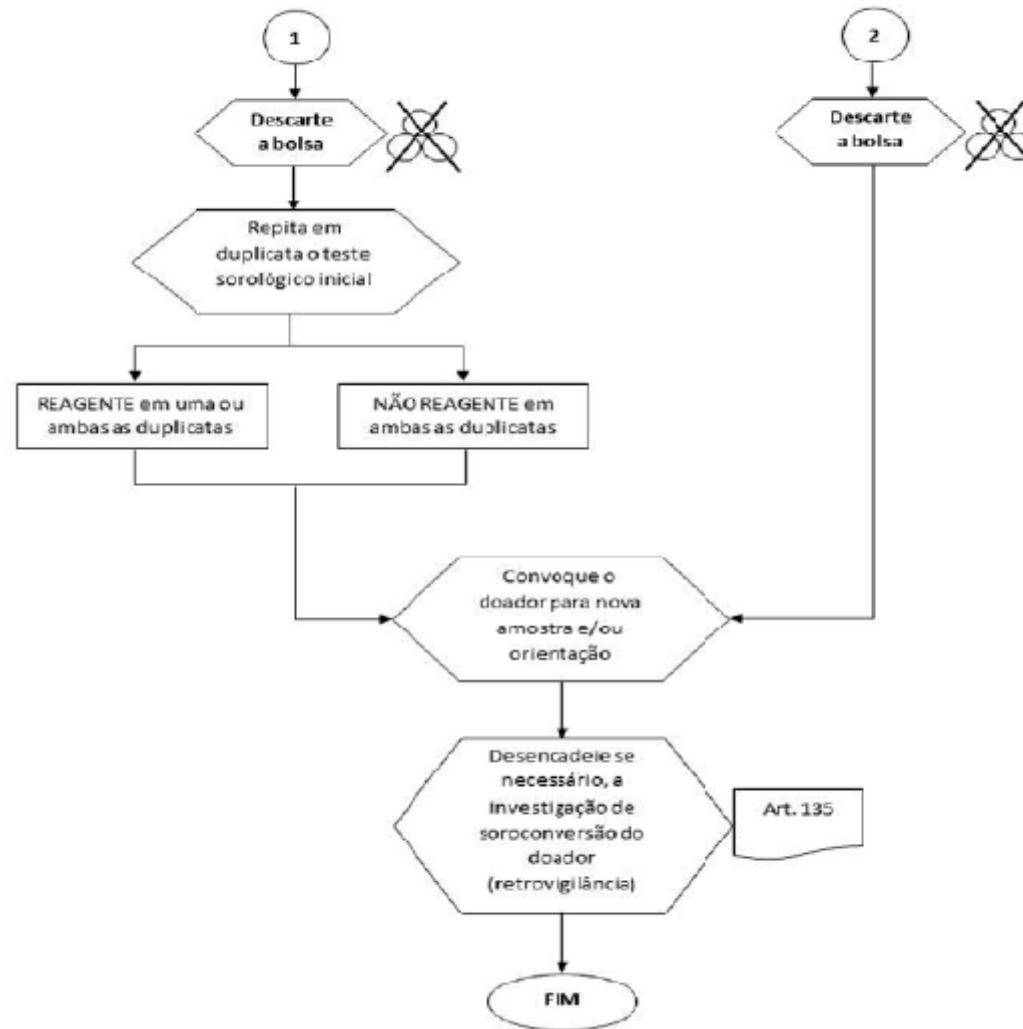 1
Descarte
a bolsa
Repita em
duplicata o teste
sorológico inicial
REAGENTE em uma ou
ambas as duplicatas
NÃO REAGENTE em
ambas as duplicatas
2
Descarte
a bolsa
Convoque o
doador para nova
amostra e/ou
orientação
Desencadeie se
necessário, a
investigação de
soroconversão do
doador
(retrovigilância)
Art. 135
FIM